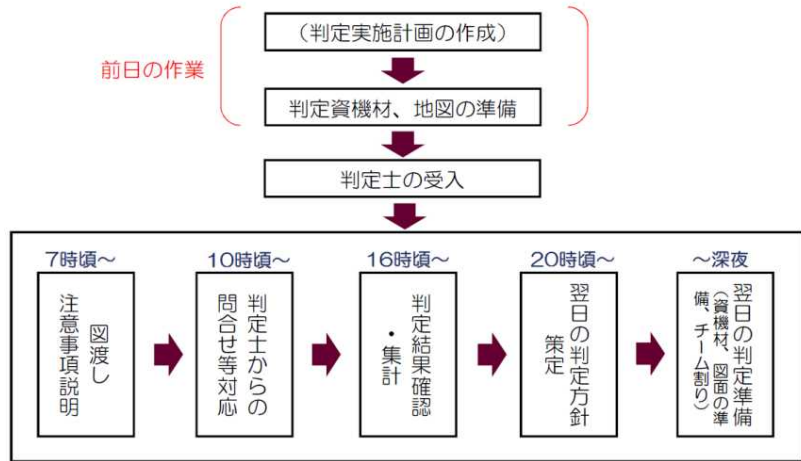 （判定実施計画の作成）
前日の作業
判定資機材、地図の準備
判定士の受入
7時頃～
図渡し
注意事項説明
10時頃～
判定士からの
問合せ等対応
16時頃～
判定結果確認
・集計
20時頃～
翌日の判定方針
策定
～深夜
翌日の判定準備
（資機材、図面の準
備、チーム割り）